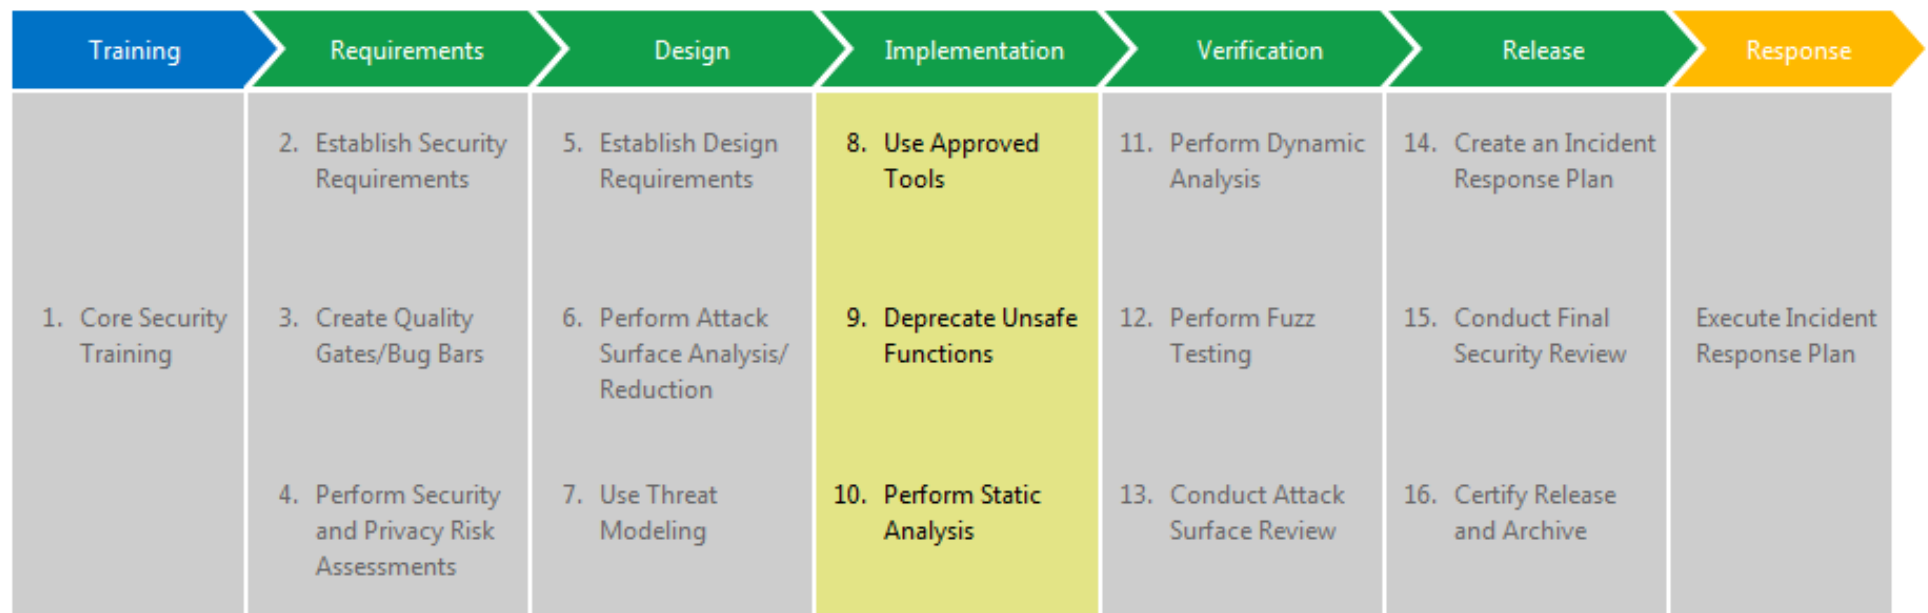 Training
Requirements
Design
Implementation
Verification
Release
Response
1. Core Security
Training
2. Establish Security
Requirements
3. Create Quality
Gates/Bug Bars
4. Perform Security
and Privacy Risk
Assessments
5. Establish Design
Requirements
6. Perform Attack
Surface Analysis/
Reduction
7. Use Threat
Modeling
8. Use Approved
Tools
9. Deprecate Unsafe
Functions
10. Perform Static
Analysis
11. Perform Dynamic
Analysis
12. Perform Fuzz
Testing
13. Conduct Attack
Surface Review
14. Create an Incident
Response Plan
15. Conduct Final
Security Review
16. Certify Release
and Archive
Execute Incident
Response Plan